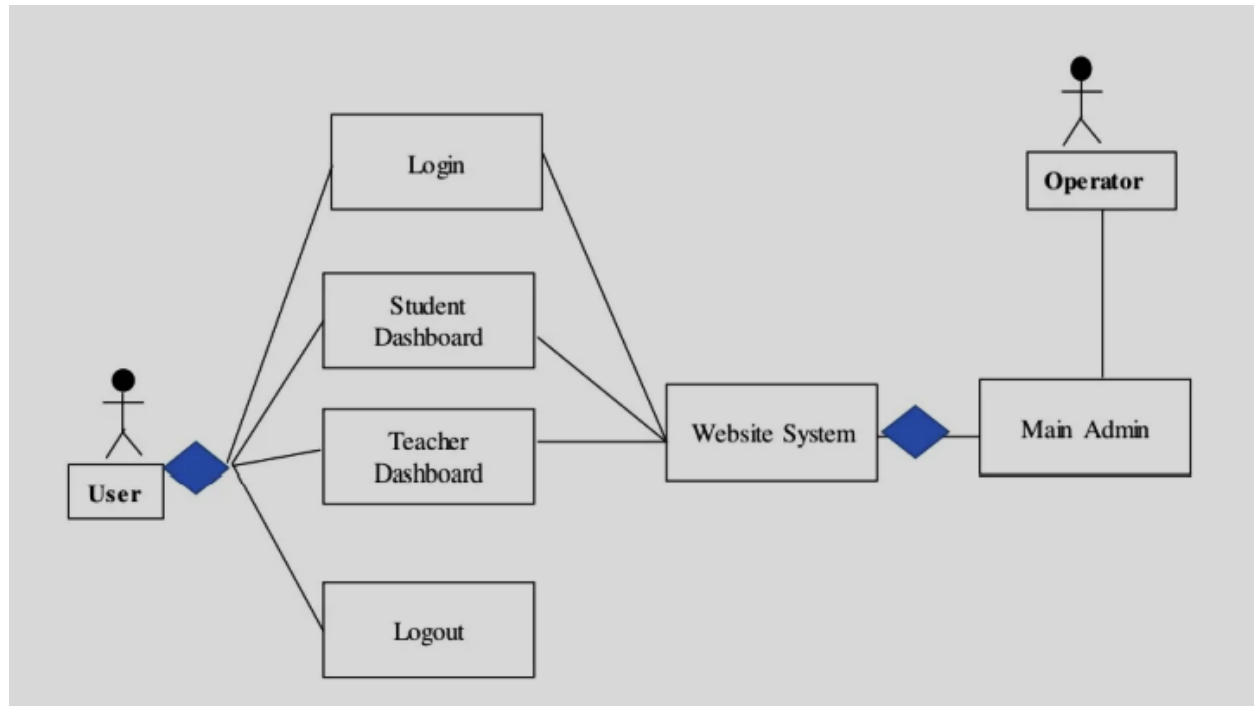 Operator
Login
Student
Dashboard
Teacher
Dashboard
Website System
Main Admin
User
Logout